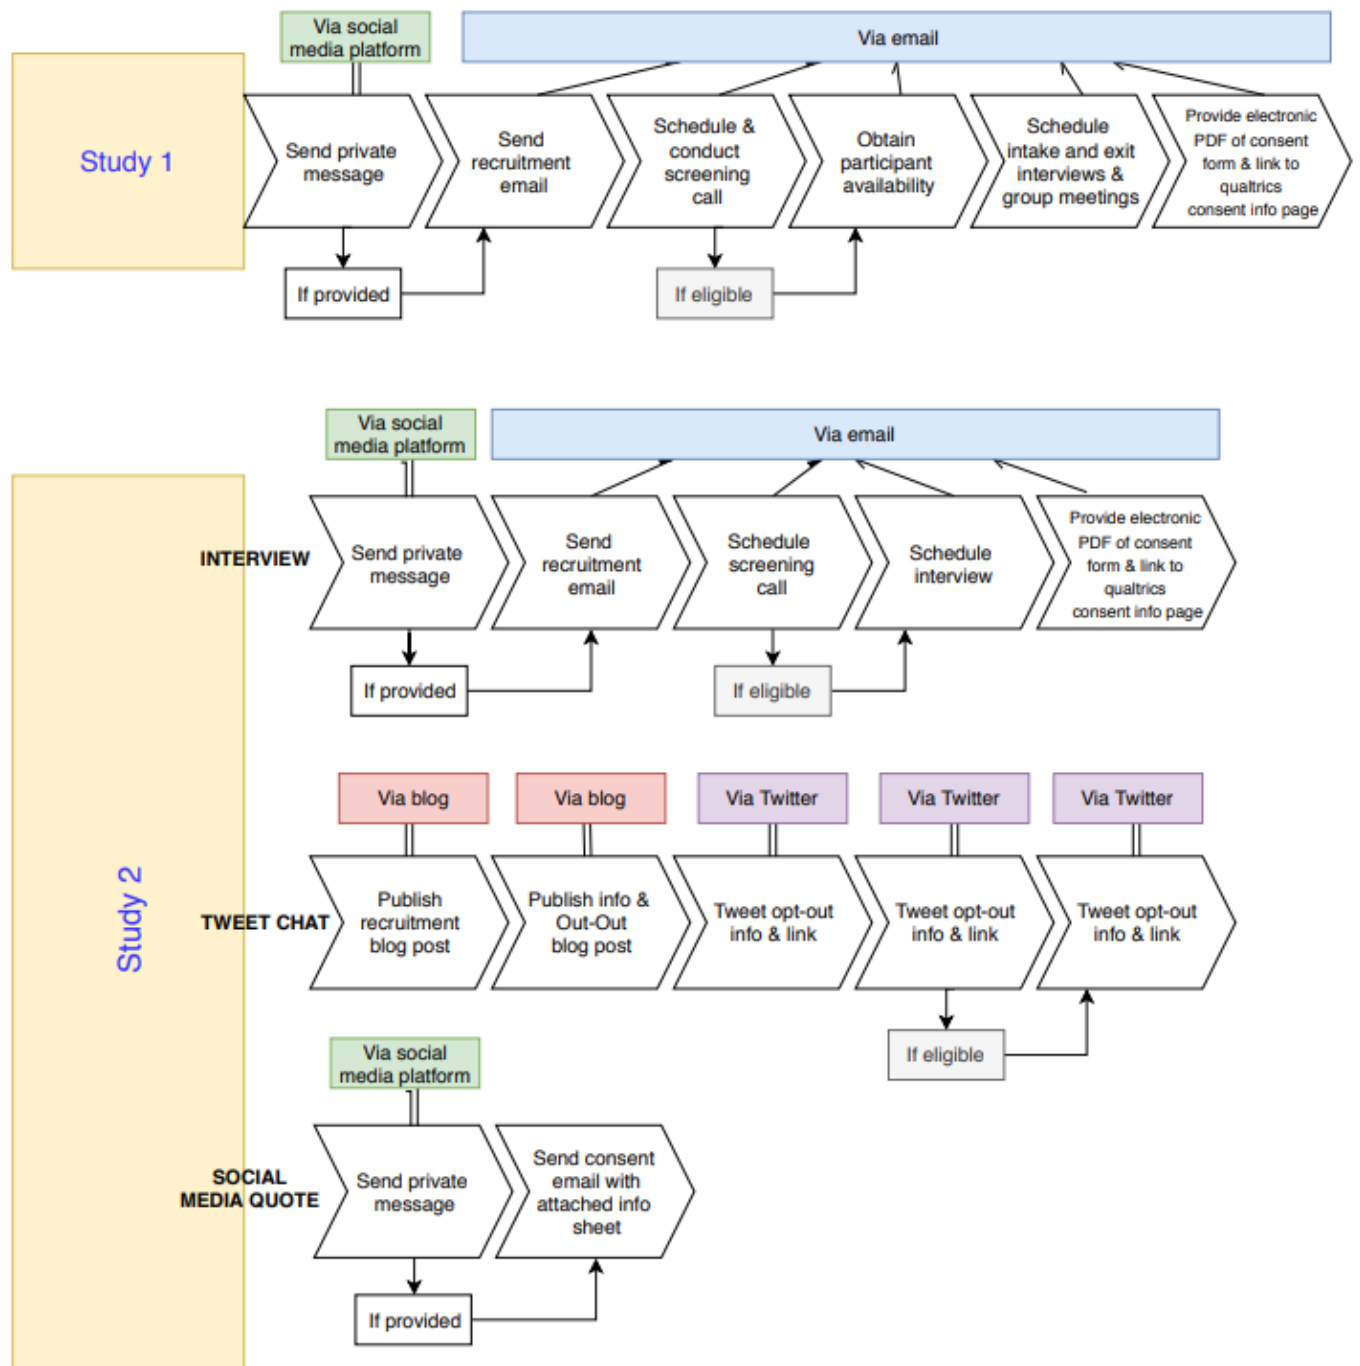 Via social
media platform
Via email
Study 1
Send private
message
Send
recruitment
email
Schedule &
conduct
screening
call
Obtain
participant
availability
Schedule
intake and exit
interviews &
group meetings
Provide electronic
PDF of consent
form & link to
qualtrics
consent info page
If provided
If eligible
Via social
media platform
Via email
Study 2
INTERVIEW
Send private
message
Send
recruitment
email
Schedule
screening
call
Schedule
interview
Provide electronic
PDF of consent
form & link to
qualtrics
consent info page
If provided
If eligible
Via blog
Via blog
Via Twitter
Via Twitter
Via Twitter
TWEET CHAT
Publish
recruitment
blog post
Publish info &
Out-Out
blog post
Tweet opt-out
info & link
Tweet opt-out
info & link
Tweet opt-out
info & link
If eligible
Via social
media platform
SOCIAL
MEDIA QUOTE
Send private
message
Send consent
email with
attached info
sheet
If provided